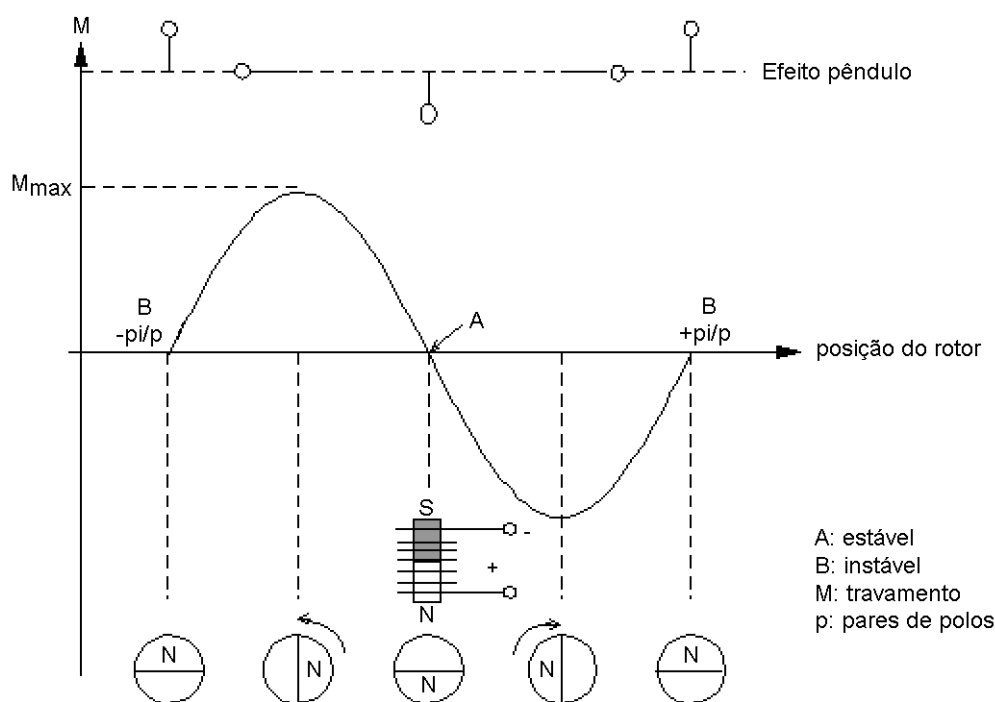 M
Efeito pêndulo
Mmax
B
-pi/p
A
B
+pi/p
posição do rotor
S
-
+
N
A: estável
B: instável
M: travamento
p: pares de polos
N
N
N
N
N